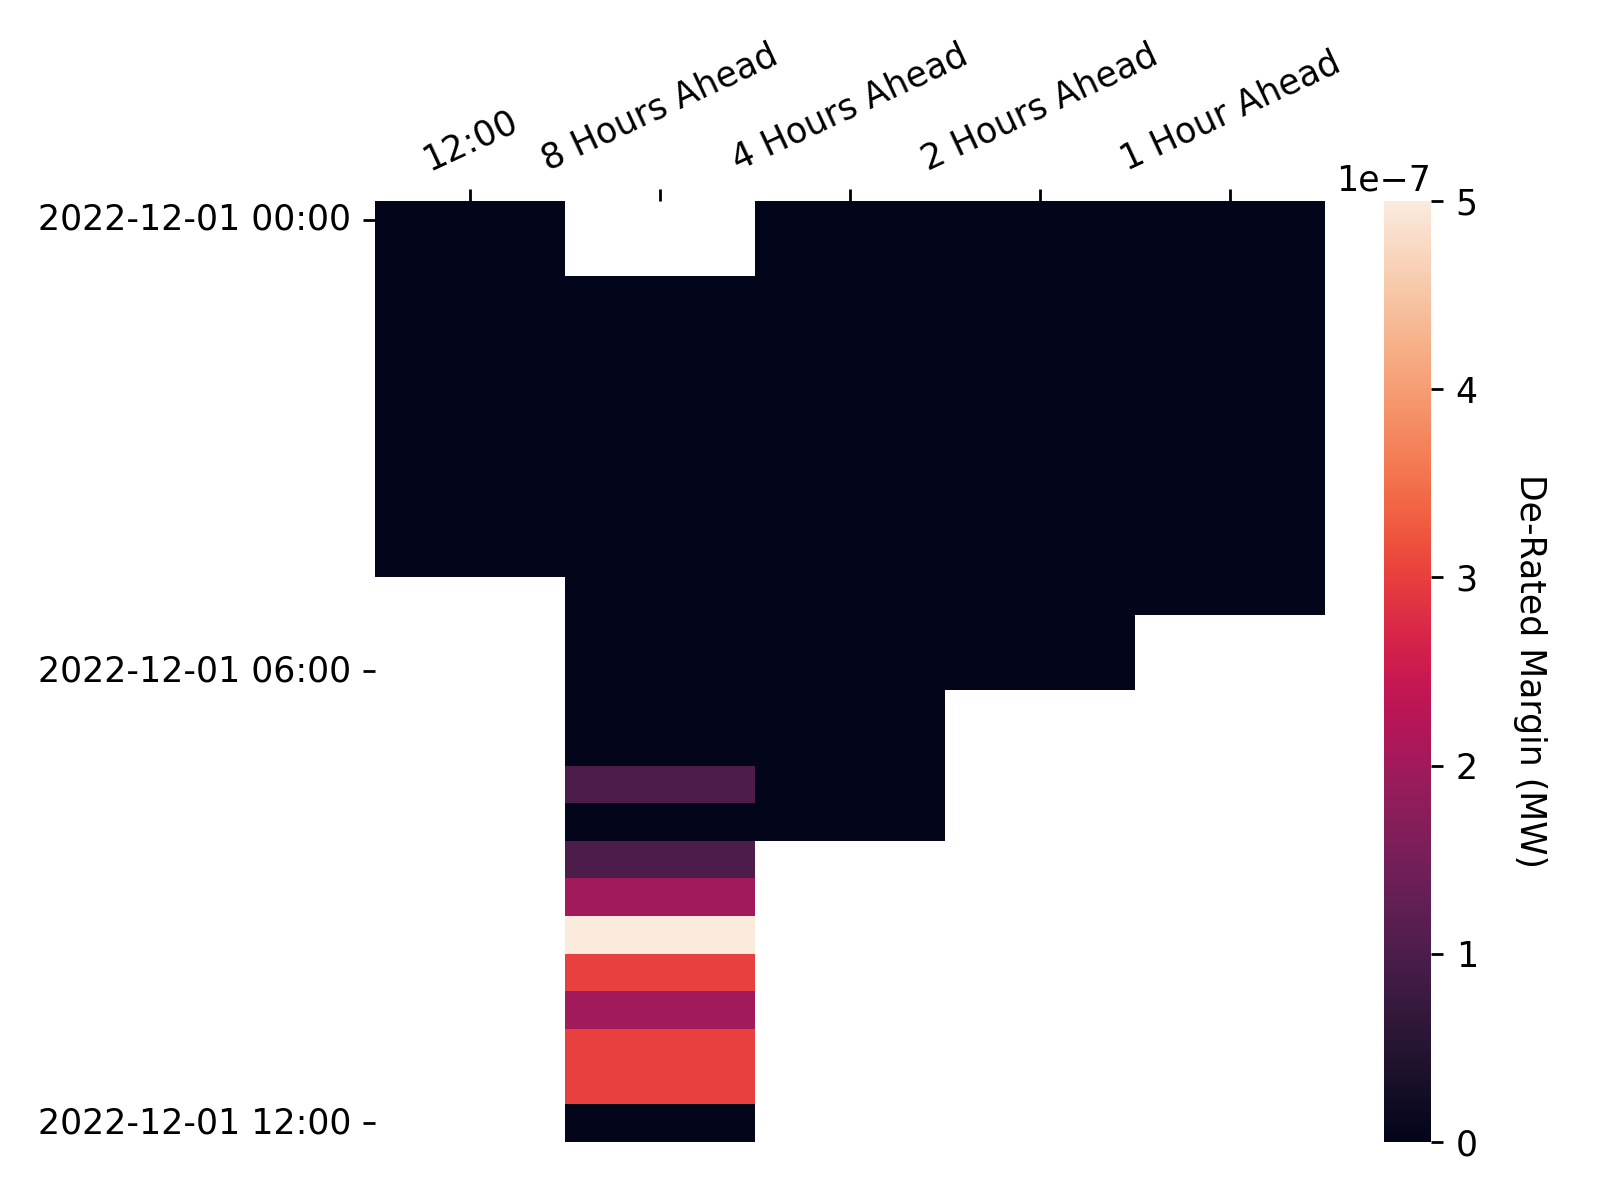 12:00
8 Hours Ahead
4 Hours Ahead
2 Hours Ahead
1 Hour Ahead
1e−7
2022-12-01 00:00
2022-12-01 06:00
2022-12-01 12:00
5
4
3
2
1
0
De-Rated Margin (MW)